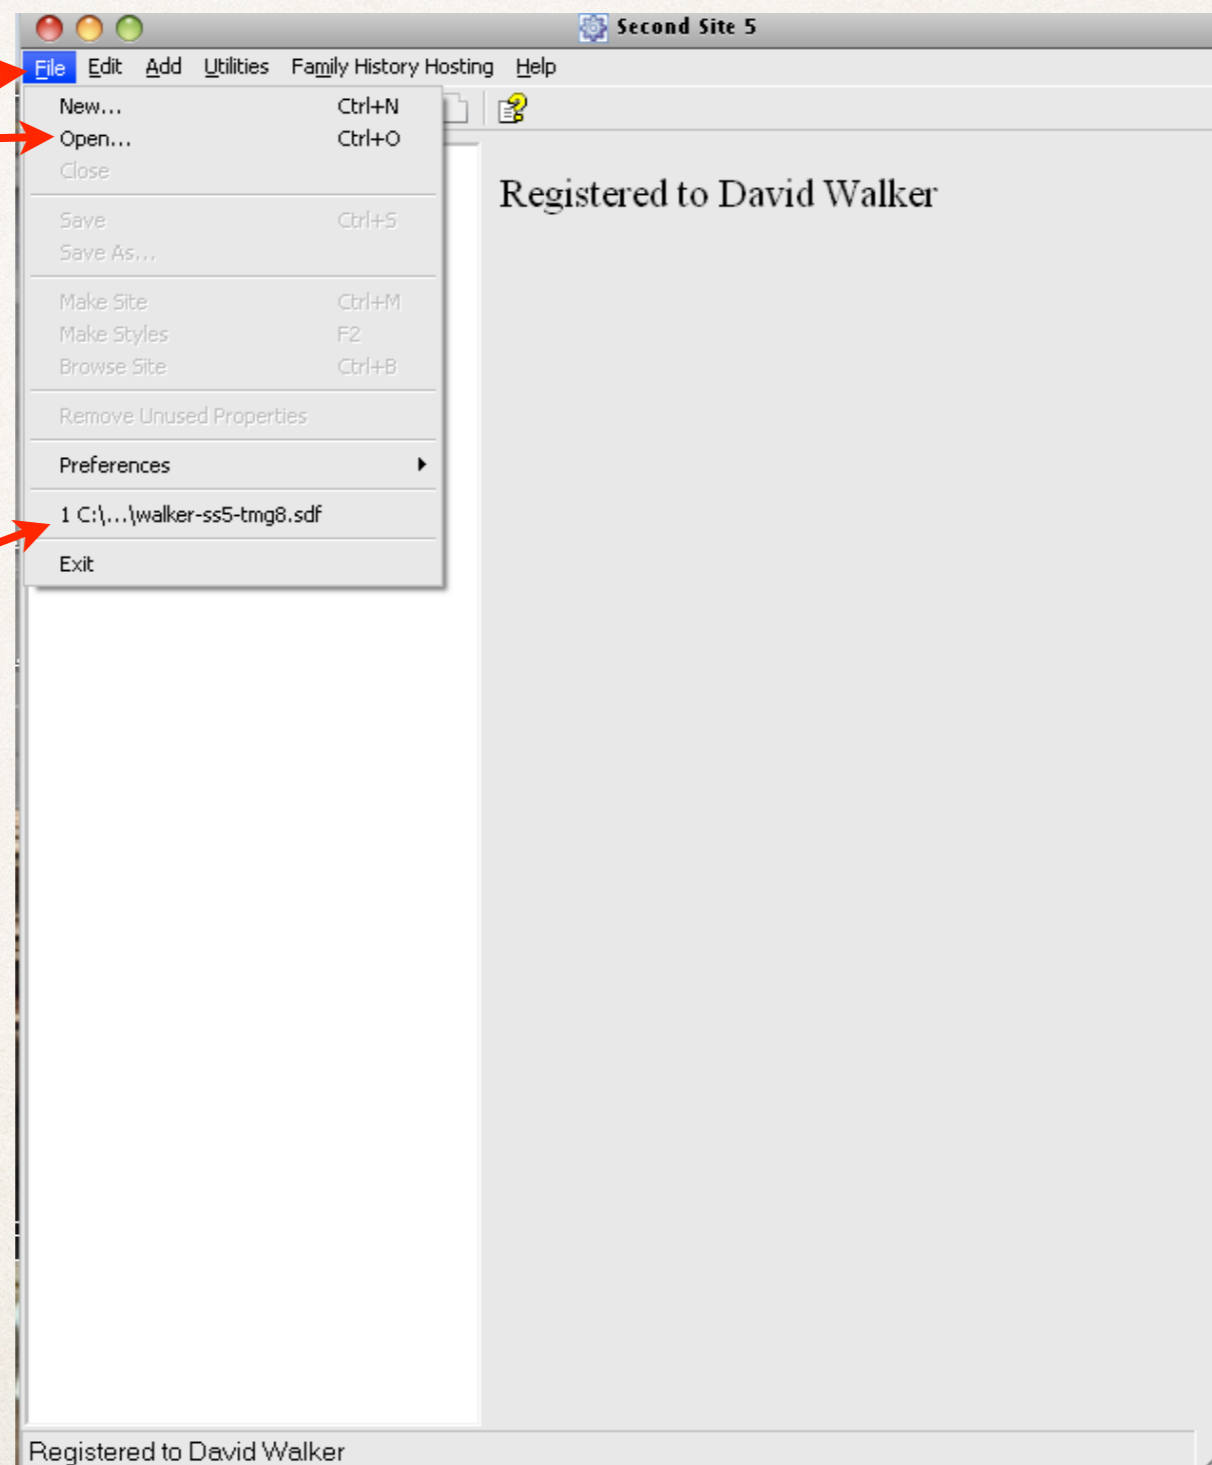 Second Site 5
File Edit Add Utilities Family History Hosting Help
New... Ctrl+N
Open... Ctrl+O
Close
Registered to David Walker
Save Ctrl+S
Save As...
Make Site Ctrl+M
Make Styles F2
Browse Site Ctrl+B
Remove Unused Properties
Preferences
1 C:\...\walker-ss5-tmg8.sdf
Exit
Registered to David Walker